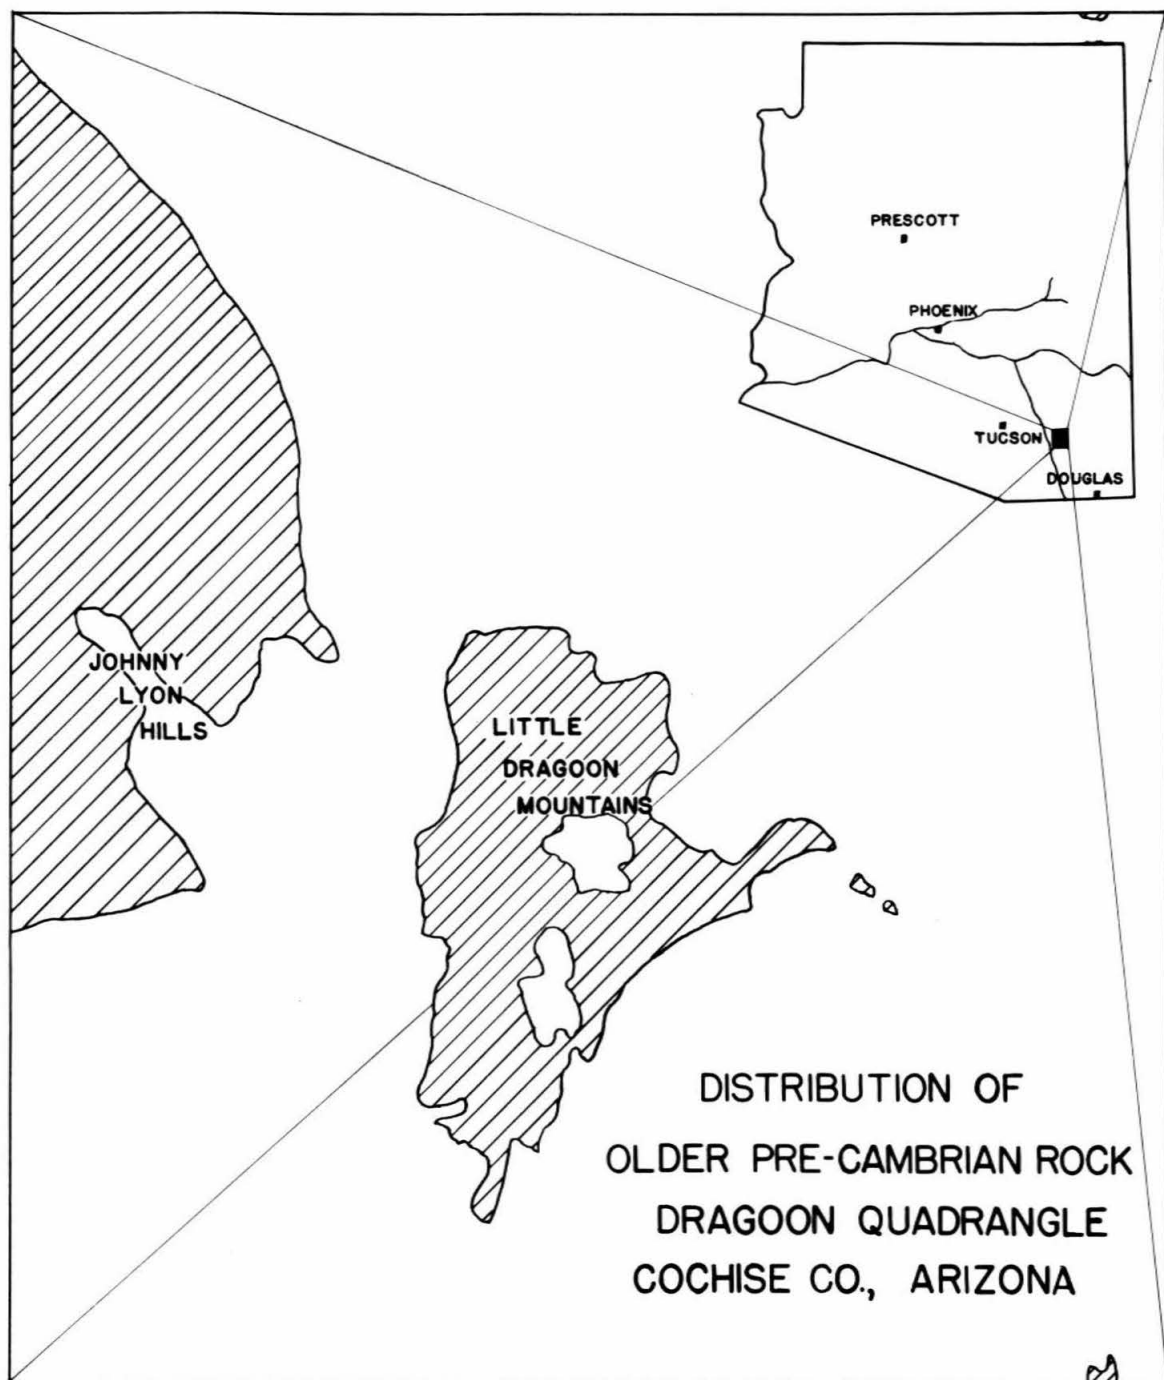 PRESCOTT
PHOENIX
TUCSON
DOUGLAS
JOHNNY
LYON
HILLS
LITTLE
DRAGOON
MOUNTAINS
DISTRIBUTION OF
OLDER PRE-CAMBRIAN ROCK
DRAGOON QUADRANGLE
COCHISE CO., ARIZONA